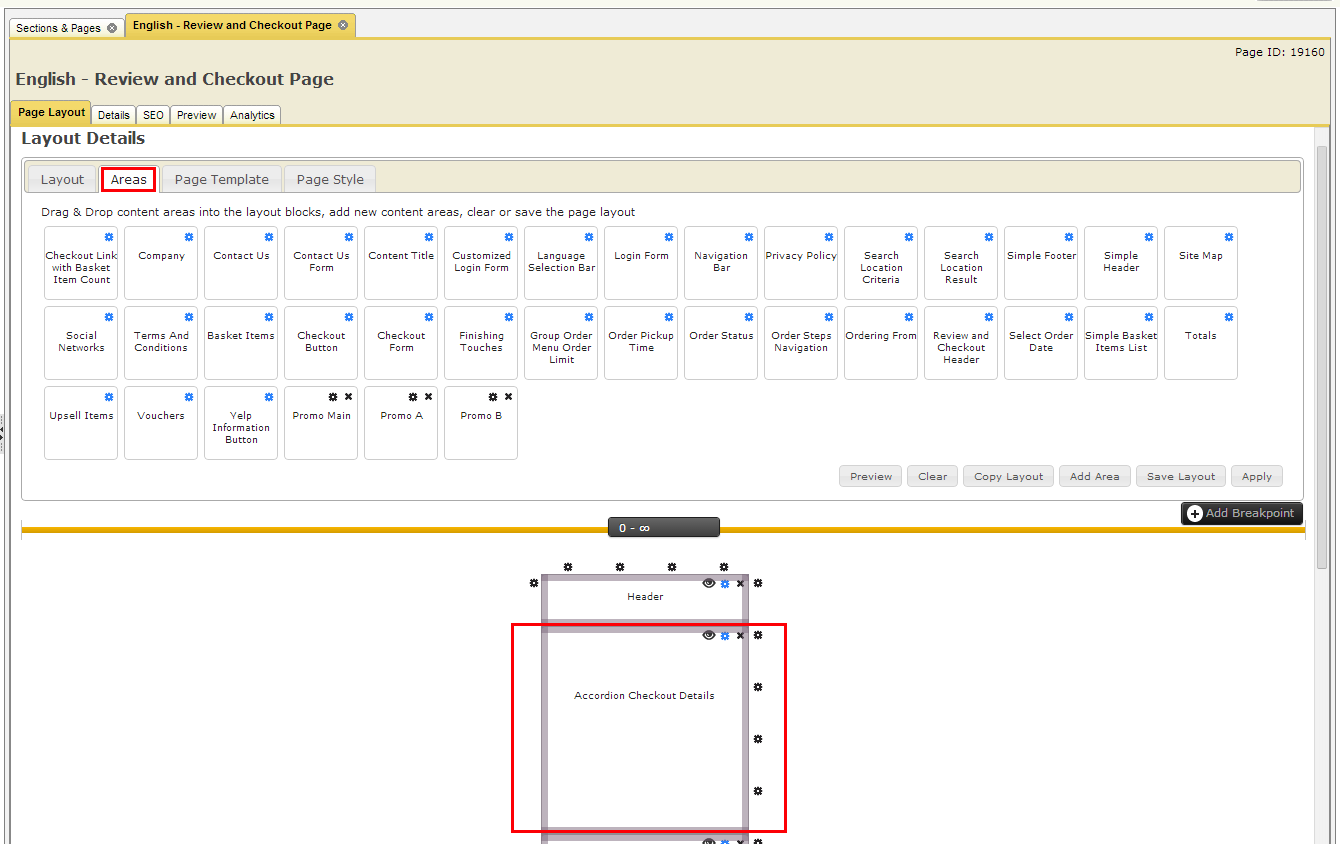 Sections & Pages
English - Review and Checkout Page
Page ID: 19160
English - Review and Checkout Page
Page Layout
Details
SEO
Preview
Analytics
Layout Details
Layout
Areas
Page Template
Page Style
Drag & Drop content areas into the layout blocks, add new content areas, clear or save the page layout
Checkout Link
with Basket
Item Count
Company
Contact Us
Contact Us
Form
Content Title
Customized
Login Form
Language
Selection Bar
Login Form
Navigation
Bar
Privacy Policy
Search
Location
Criteria
Search
Location
Result
Simple Footer
Simple
Header
Site Map
Social
Networks
Terms And
Conditions
Basket Items
Checkout
Button
Checkout
Form
Finishing
Touches
Group Order
Menu Order
Limit
Order Pickup
Time
Order Status
Order Steps
Navigation
Ordering From
Review and
Checkout
Header
Select Order
Date
Simple Basket
Items List
Totals
Upsell Items
Vouchers
Yelp
Information
Button
Promo Main
Promo A
Promo B
Preview
Clear
Copy Layout
Add Area
Save Layout
Apply
Add Breakpoint
0 - ∞
Header
Accordion Checkout Details